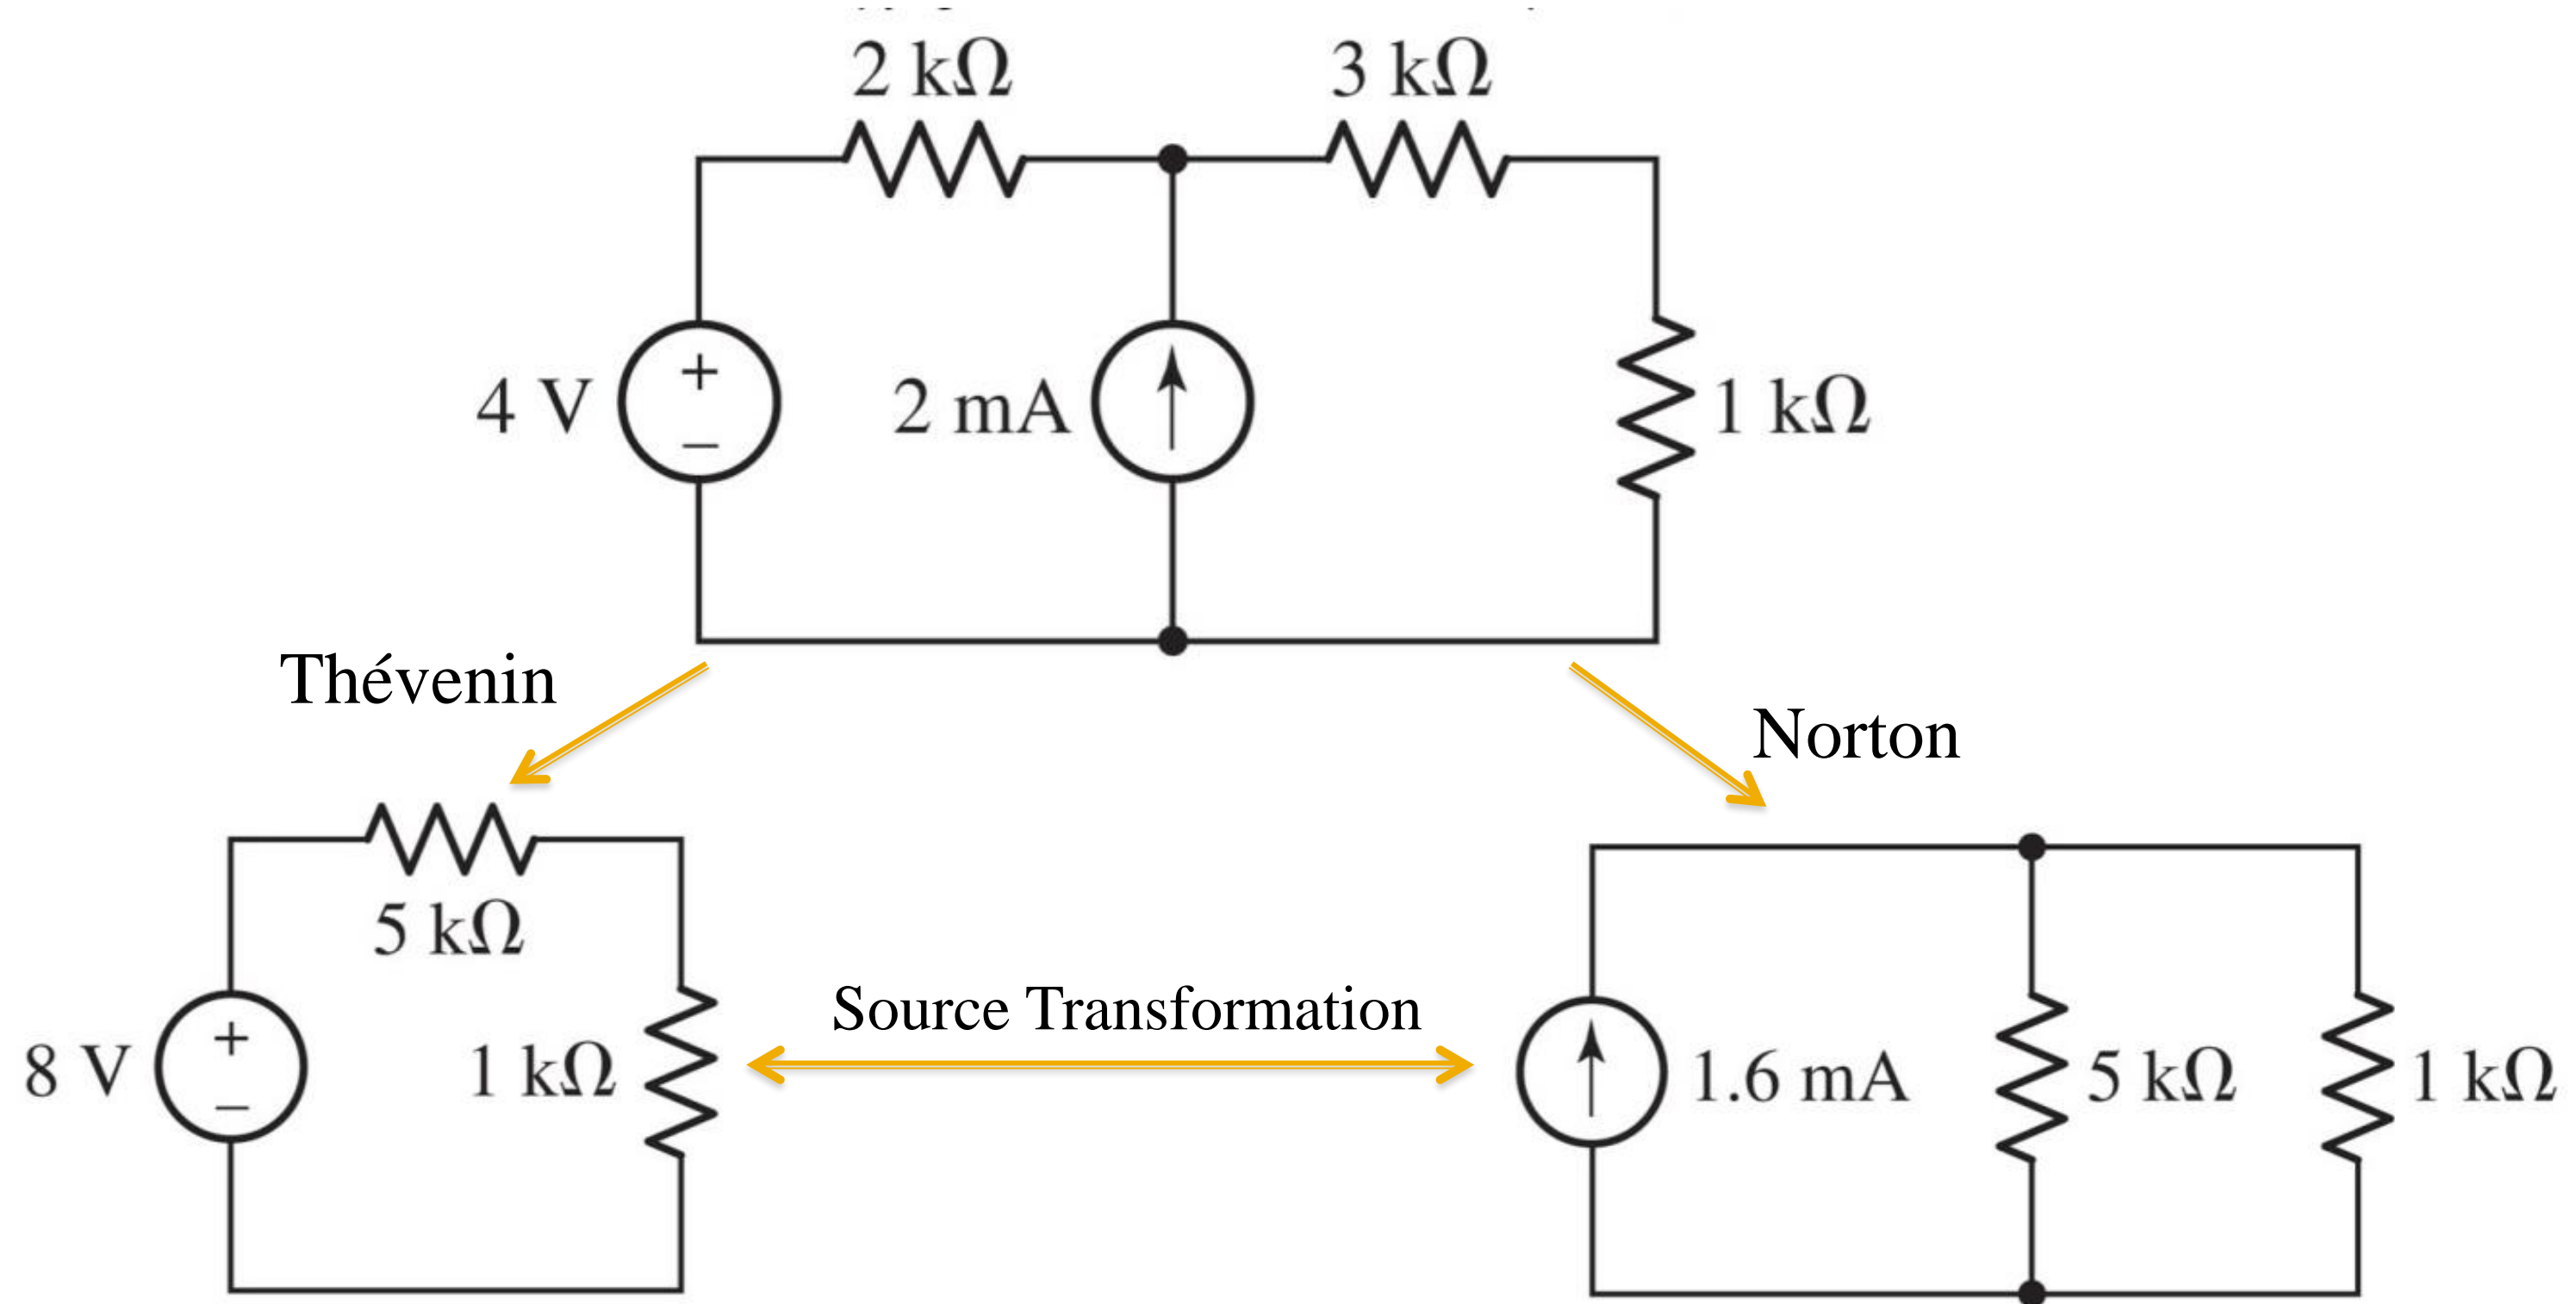 2 kΩ
3 kΩ
4 V
+
−
2 mA
1 kΩ
Thévenin
Norton
5 kΩ
8 V
+
−
1 kΩ
Source Transformation
1.6 mA
5 kΩ
1 kΩ